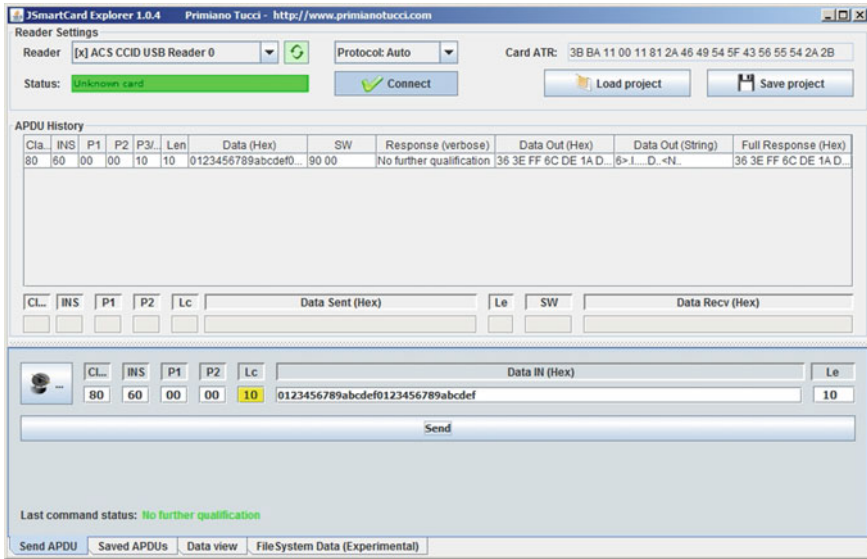 JSmartCard Explorer 1.0.4 Primiano Tucci - http://www.primianotucci.com
Reader Settings
Reader [x] ACS CCID USB Reader 0 Protocol: Auto Card ATR: 3B BA 11 00 11 81 2A 46 49 54 5F 43 56 55 54 2A 2B
Status: Unknown card Connect Load project Save project
APDU History
Cla... INS P1 P2 P3/... Len Data (Hex) SW Response (verbose) Data Out (Hex) Data Out (String) Full Response (Hex)
80 60 00 00 10 10 0123456789abcdef0... 90 00 No further qualification 36 3E FF 6C DE 1A D... 6>.l....D..<N.. 36 3E FF 6C DE 1A D...
Cl... INS P1 P2 Lc Data Sent (Hex) Le SW Data Recv (Hex)
... Cl... INS P1 P2 Lc Data IN (Hex) Le
80 60 00 00 10 0123456789abcdef0123456789abcdef 10
Send
Last command status: No further qualification
Send APDU Saved APDUs Data view FileSystem Data (Experimental)